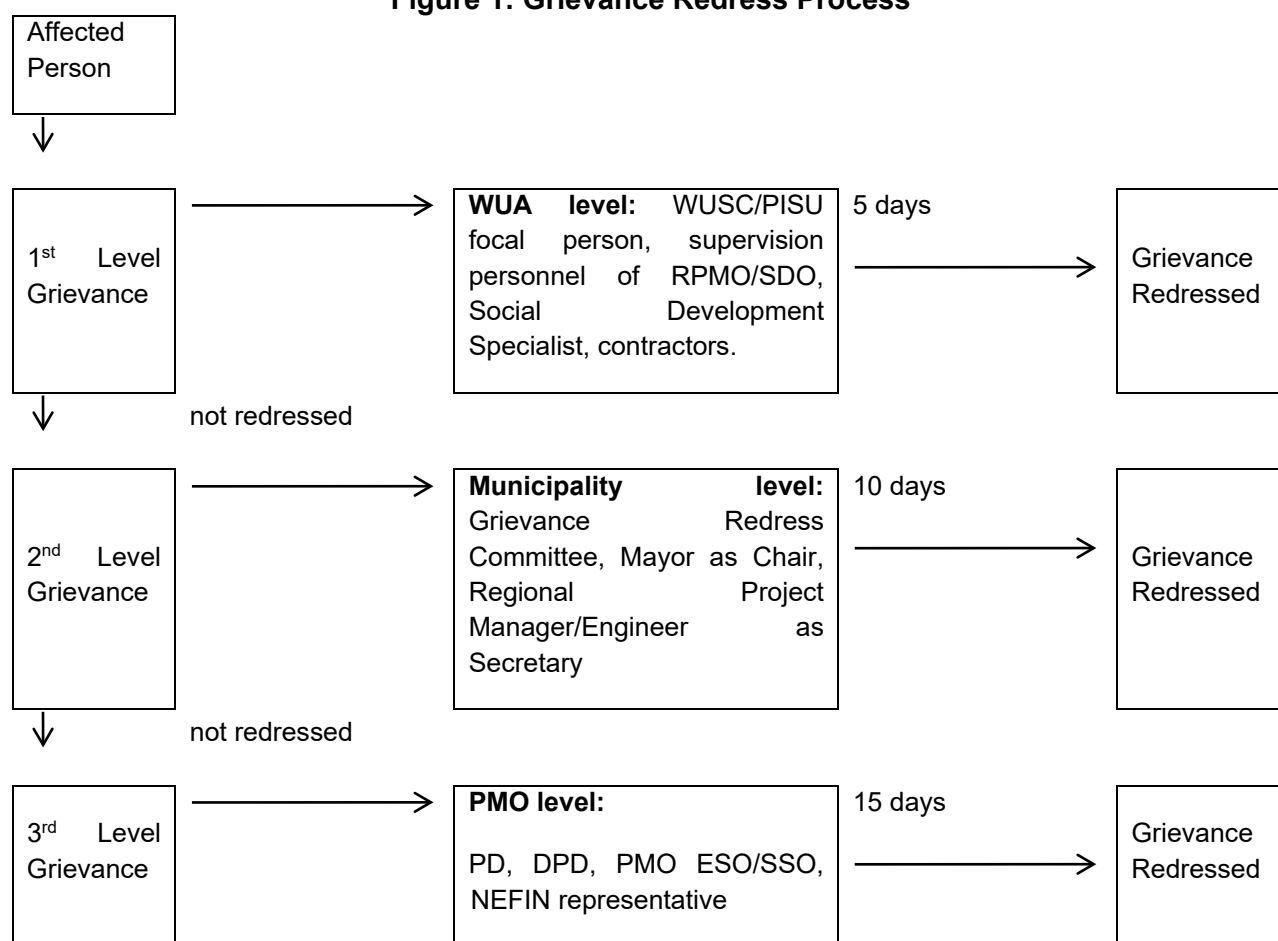 Figure 1: Grievance Redress Process
Affected
Person
1st Level
Grievance
WUA level: WUSC/PISU
focal person, supervision
personnel of RPMO/SDO,
Social Development
Specialist, contractors.
5 days
Grievance
Redressed
not redressed
2nd Level
Grievance
Municipality level:
Grievance Redress
Committee, Mayor as Chair,
Regional Project
Manager/Engineer as
Secretary
10 days
Grievance
Redressed
not redressed
3rd Level
Grievance
PMO level:
PD, DPD, PMO ESO/SSO,
NEFIN representative
15 days
Grievance
Redressed